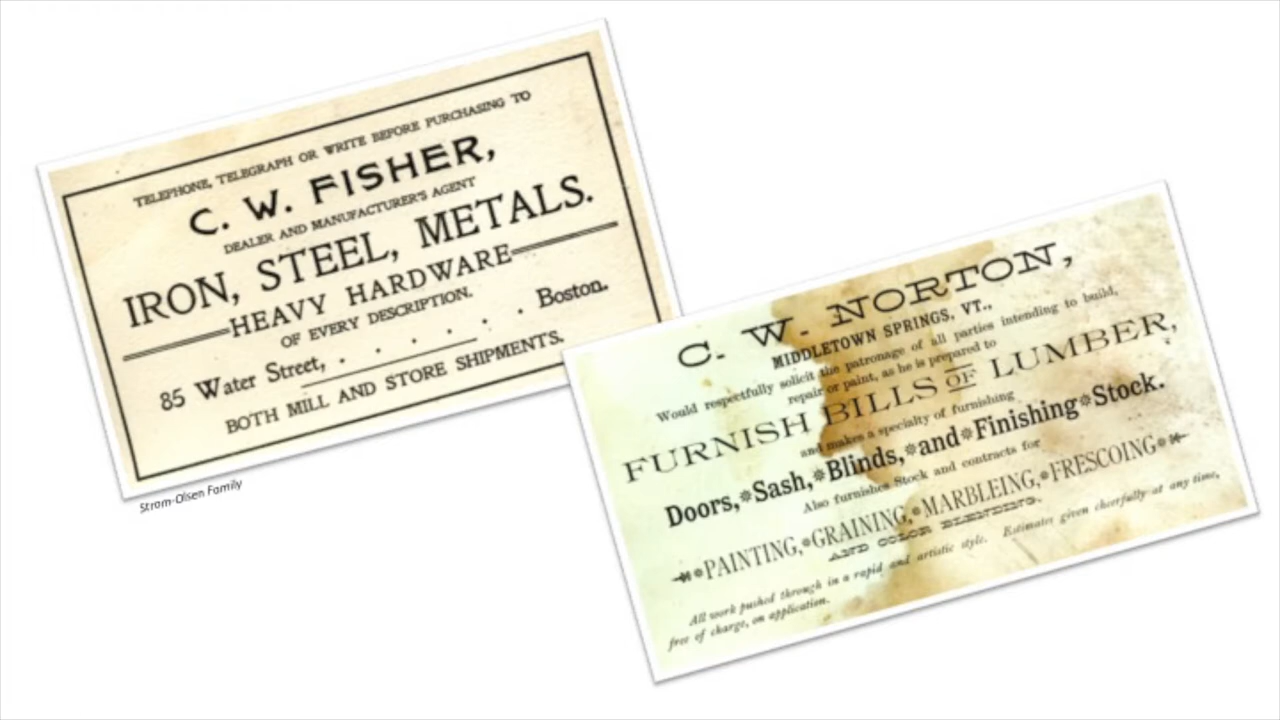 TELEPHONE, TELEGRAPH OR WRITE BEFORE PURCHASING TO
C. W. FISHER,
DEALER AND MANUFACTURER'S AGENT
IRON, STEEL, METALS.
HEAVY HARDWARE
OF EVERY DESCRIPTION.
85 Water Street, . . . . . . Boston.
BOTH MILL AND STORE SHIPMENTS.
Strom-Olsen Family
C. W. NORTON,
MIDDLETOWN SPRINGS, VT.,
Would respectfully solicit the patronage of all parties intending to build,
repair or paint, as he is prepared to
FURNISH BILLS OF LUMBER,
and makes a specialty of furnishing
Doors,*Sash,*Blinds,*and*Finishing*Stock.
Also furnishes Stock and contracts for
*PAINTING,*GRAINING,*MARBLEING,*FRESCOING*
AND COLOR BLENDING.
All work pushed through in a rapid and artistic style. Estimates given cheerfully at any time,
free of charge, on application.